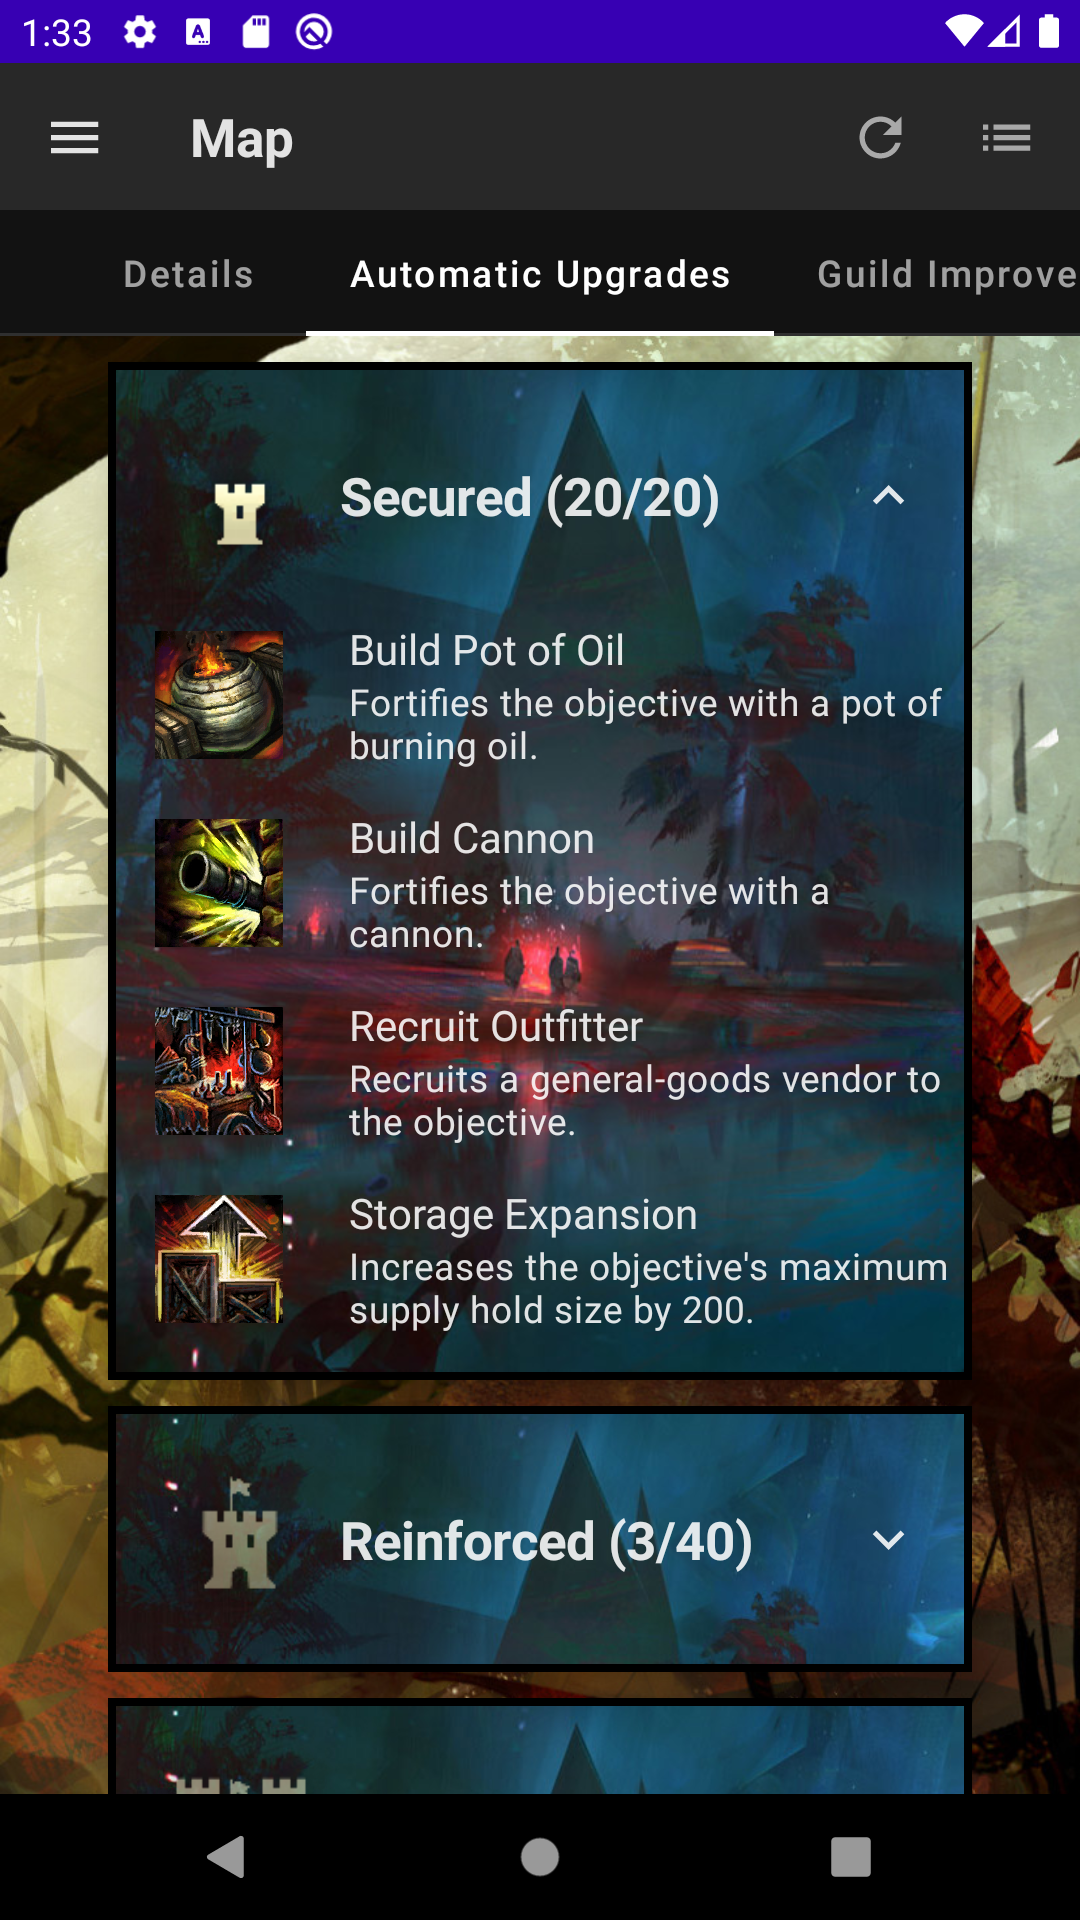 1:33
Map
Details
Automatic Upgrades
Guild Improve
Secured (20/20)
Build Pot of Oil
Fortifies the objective with a pot of
burning oil.
Build Cannon
Fortifies the objective with a
cannon.
Recruit Outfitter
Recruits a general-goods vendor to
the objective.
Storage Expansion
Increases the objective's maximum
supply hold size by 200.
Reinforced (3/40)